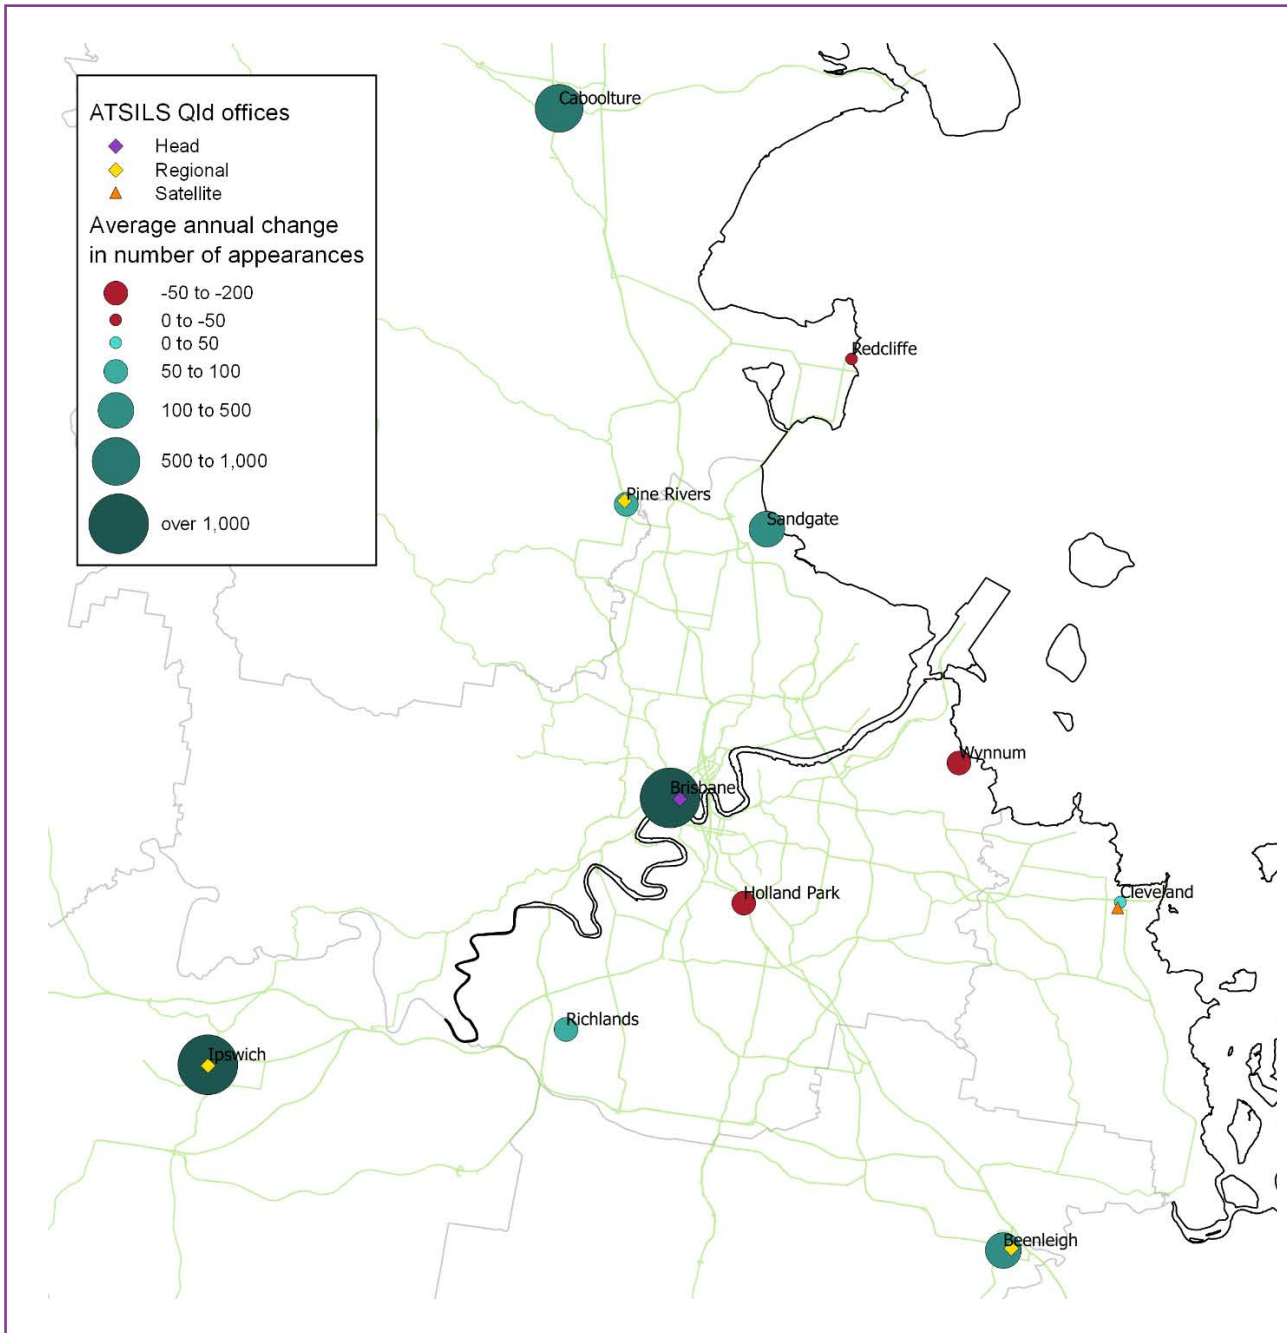 ATSILS Qld offices
Head
Regional
Satellite
Average annual change
in number of appearances
-50 to -200
0 to -50
0 to 50
50 to 100
100 to 500
500 to 1,000
over 1,000
Caboolture
Redcliffe
Pine Rivers
Sandgate
Wynnum
Brisbane
Holland Park
Cleveland
Richlands
Ipswich
Beenleigh